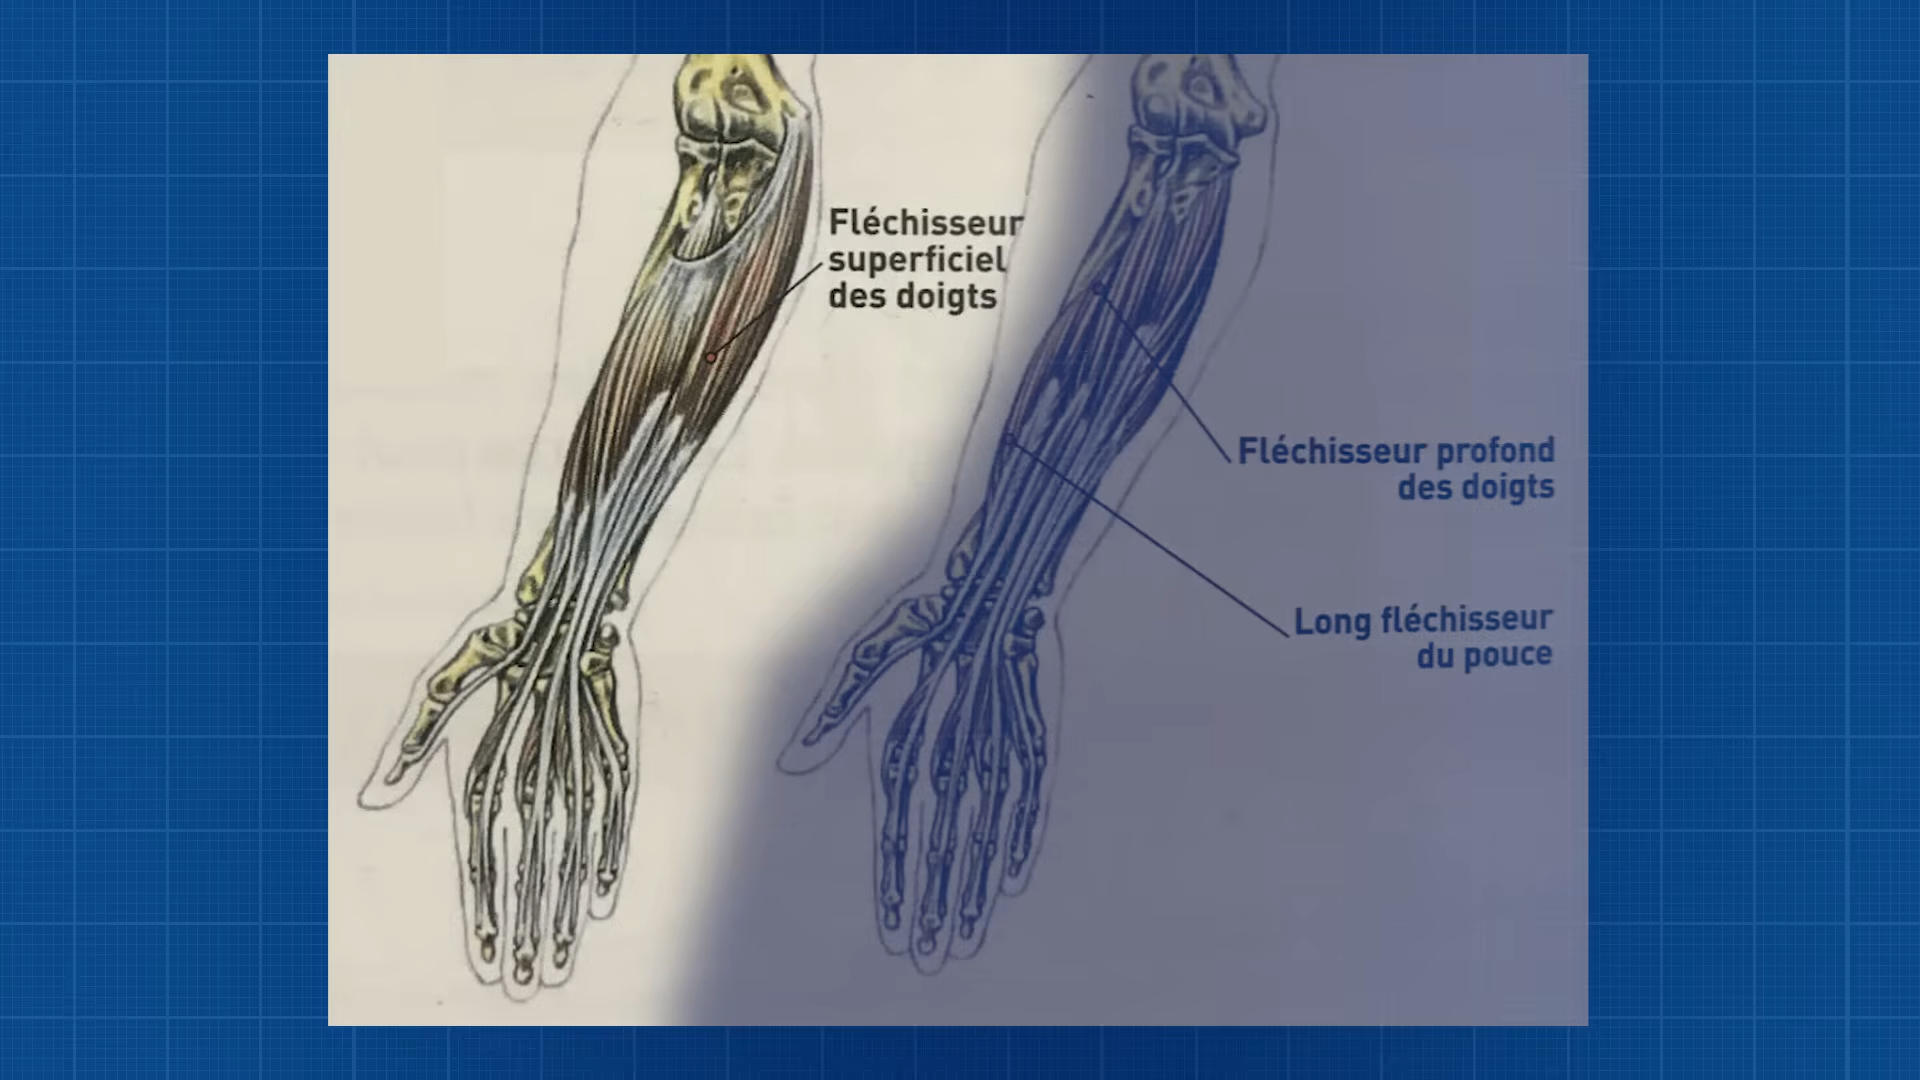 Fléchisseur
superficiel
des doigts
Fléchisseur profond
des doigts
Long fléchisseur
du pouce